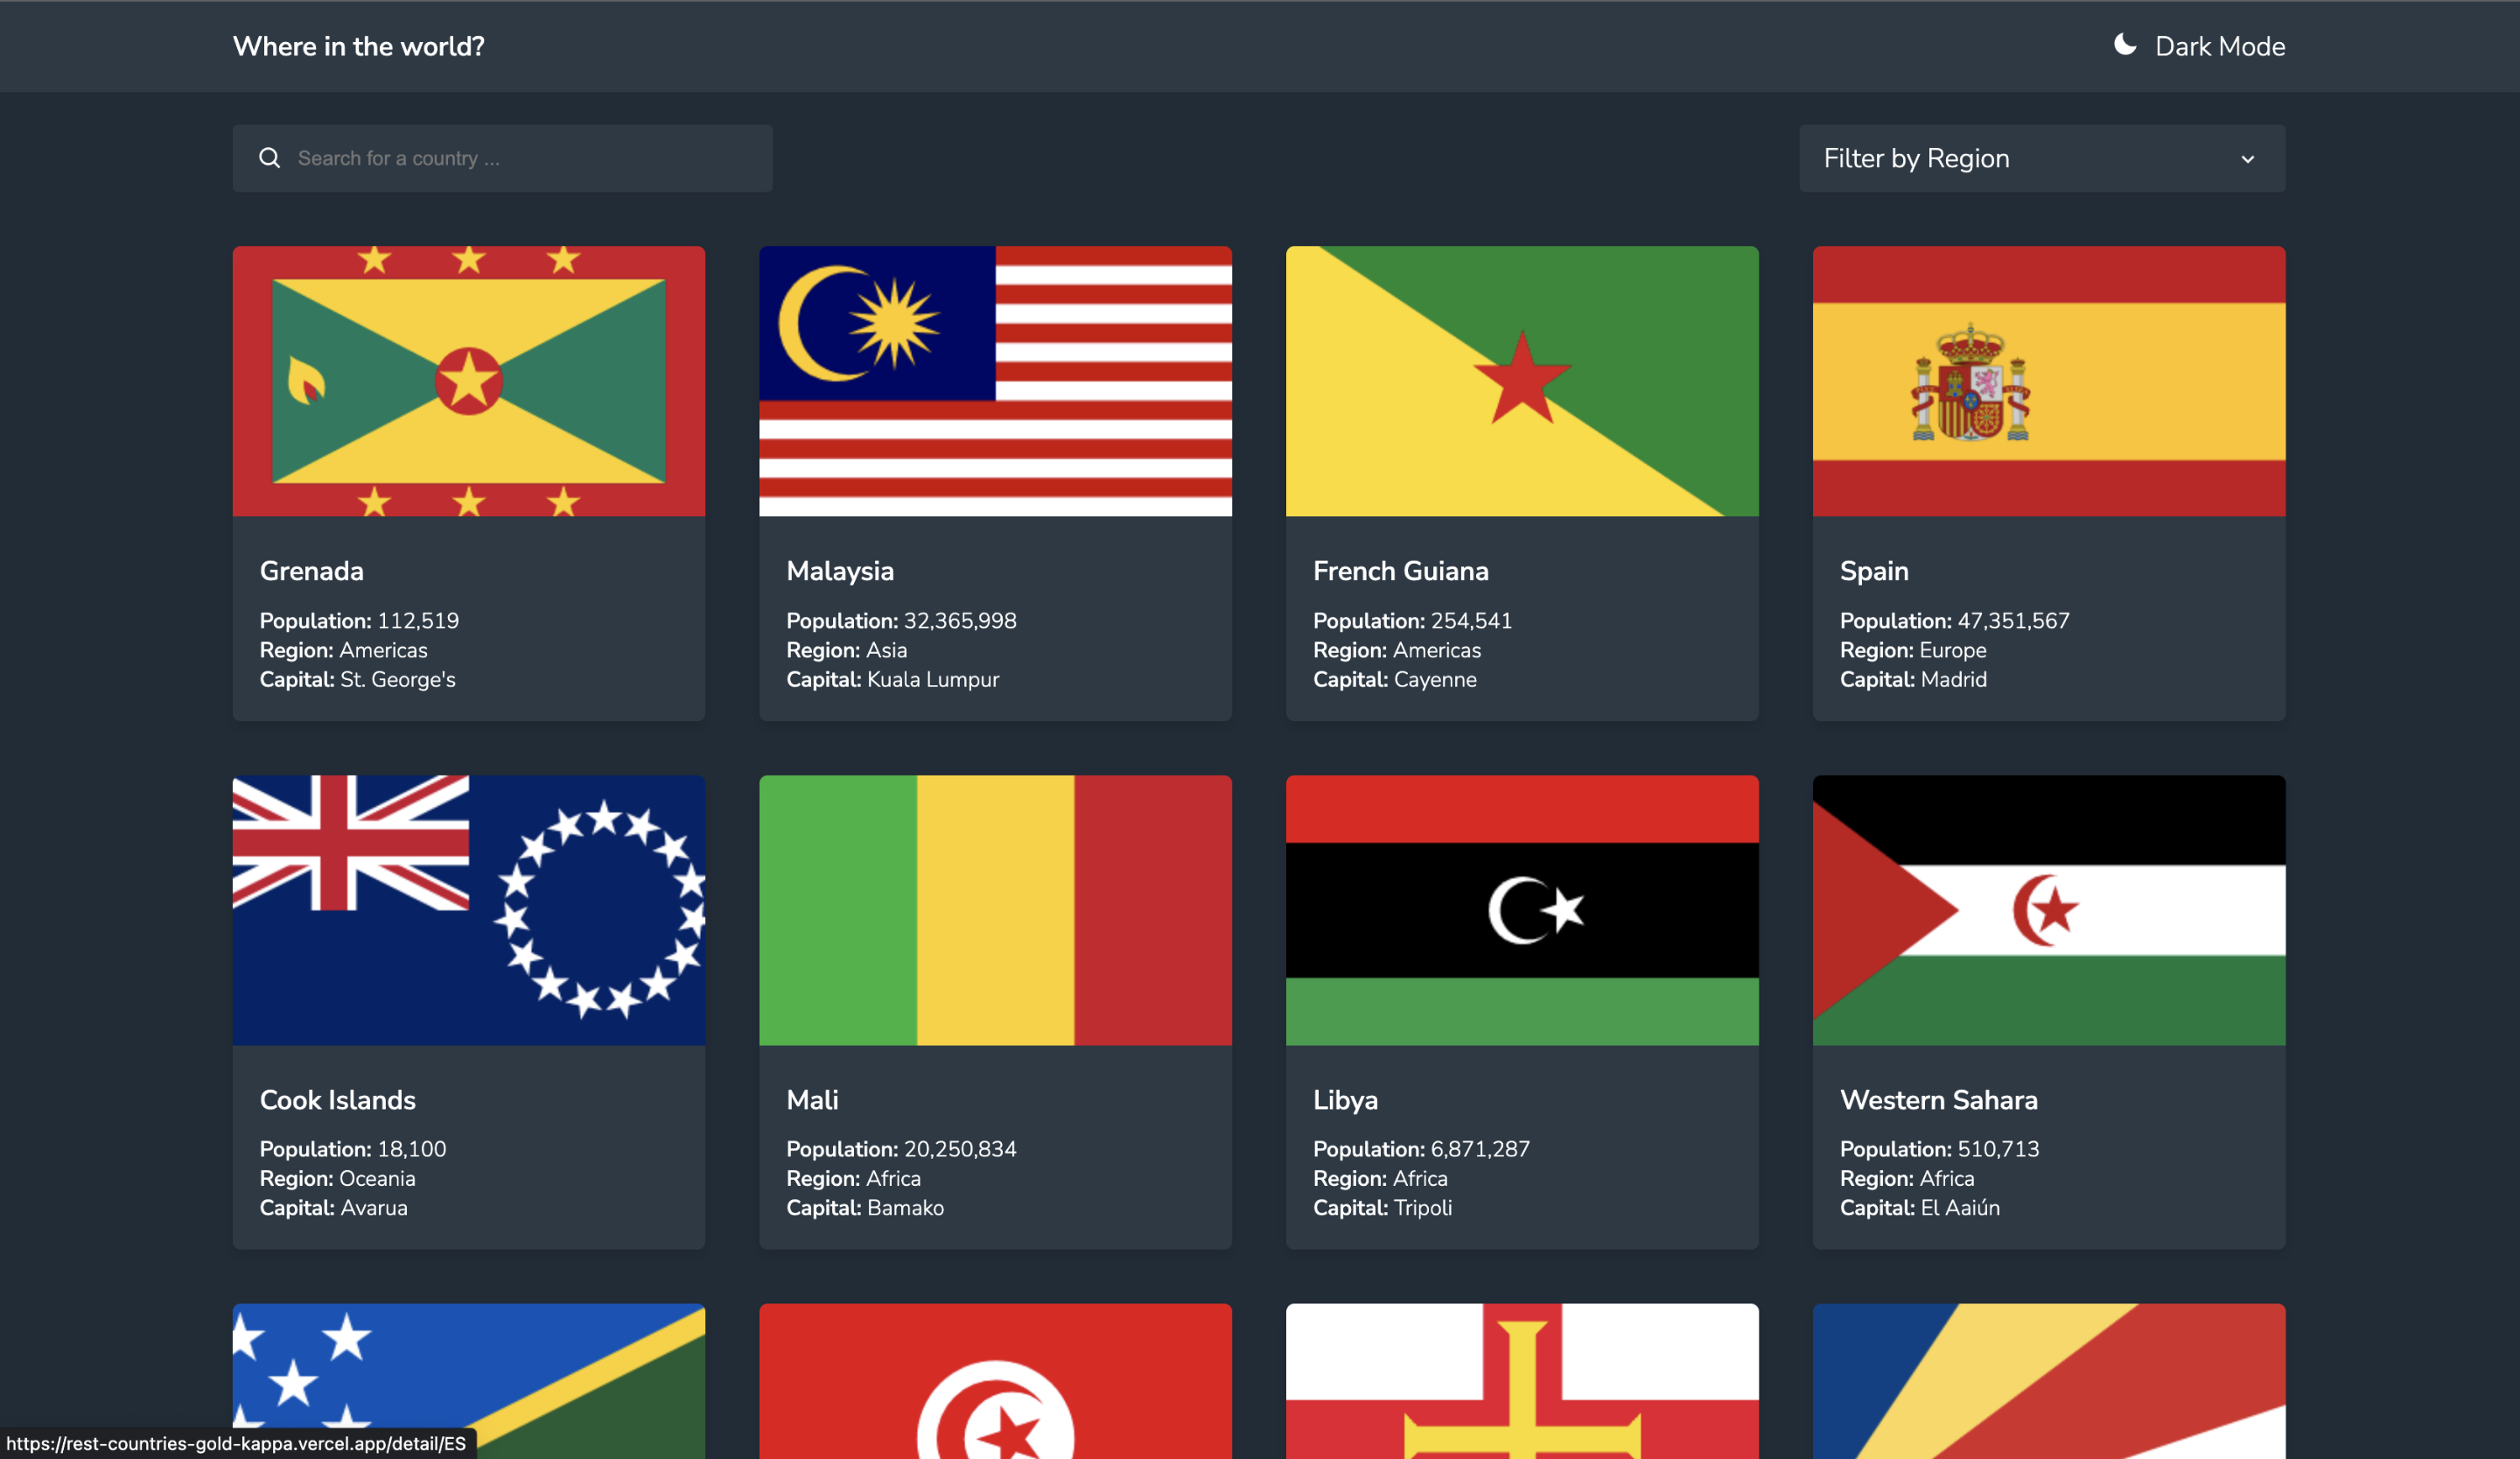 Where in the world?
Dark Mode
Search for a country ...
Filter by Region
Grenada
Population: 112,519
Region: Americas
Capital: St. George's
Malaysia
Population: 32,365,998
Region: Asia
Capital: Kuala Lumpur
French Guiana
Population: 254,541
Region: Americas
Capital: Cayenne
Spain
Population: 47,351,567
Region: Europe
Capital: Madrid
Cook Islands
Population: 18,100
Region: Oceania
Capital: Avarua
Mali
Population: 20,250,834
Region: Africa
Capital: Bamako
Libya
Population: 6,871,287
Region: Africa
Capital: Tripoli
Western Sahara
Population: 510,713
Region: Africa
Capital: El Aaiún
https://rest-countries-gold-kappa.vercel.app/detail/ES